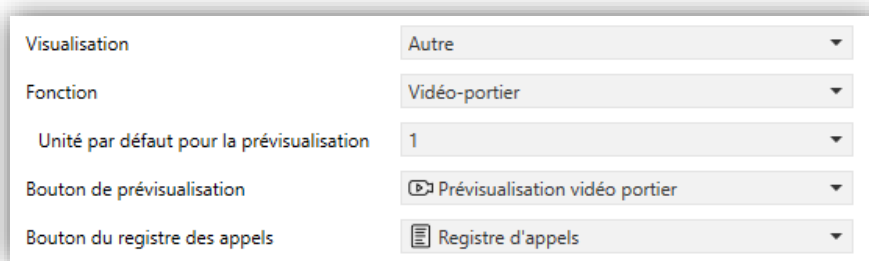 Visualisation Autre
Fonction Vidéo-portier
Unité par défaut pour la prévisualisation 1
Bouton de prévisualisation Prévisualisation vidéo portier
Bouton du registre des appels Registre d'appels